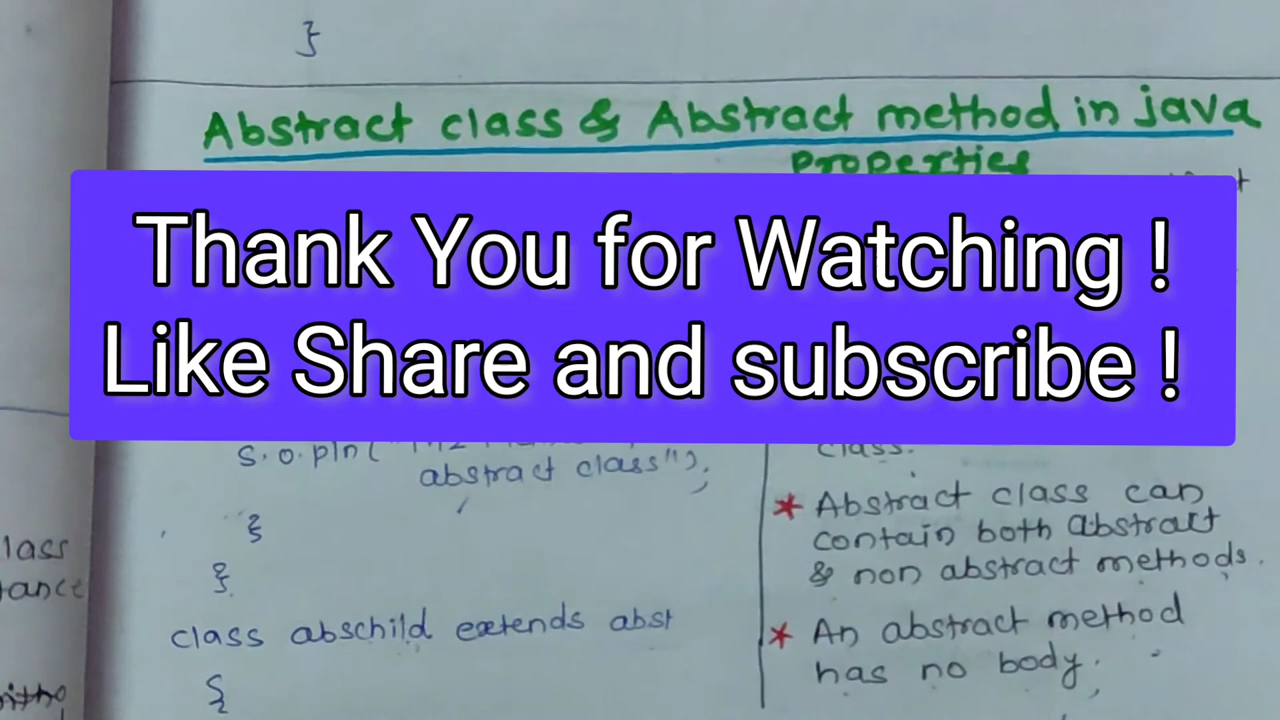 }
Abstract class & Abstract method in java
properties
Thank You for Watching !
Like Share and subscribe !
S.o.pln("
abstract class");
}
}
class abschild extends abst
{
class.
* Abstract class can
contain both abstract
& non abstract methods.
* An abstract method
has no body.